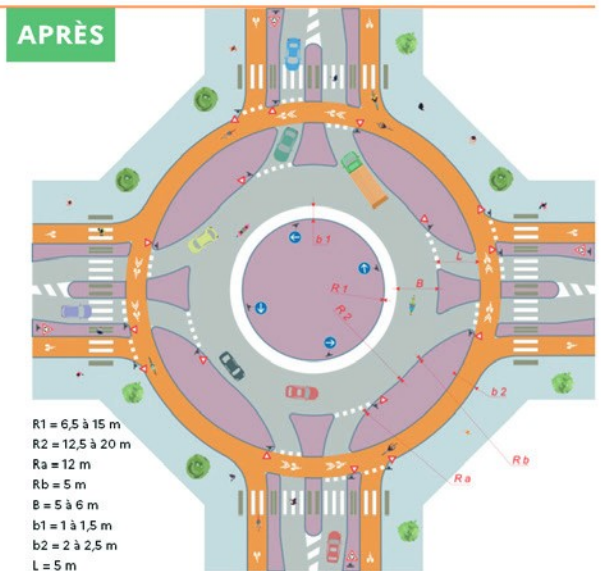 APRÈS
b1
L
B
R1
R2
b2
Rb
Ra
R1 = 6,5 à 15 m
R2 = 12,5 à 20 m
Ra = 12 m
Rb = 5 m
B = 5 à 6 m
b1 = 1 à 1,5 m
b2 = 2 à 2,5 m
L = 5 m